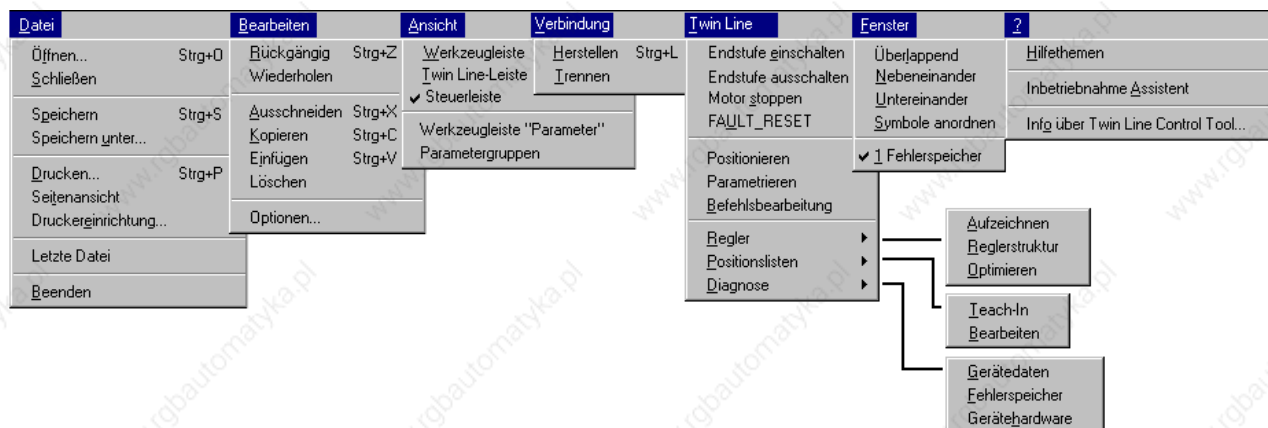 Datei
Öffnen... Strg+O
Schließen
Speichern Strg+S
Speichern unter...
Drucken... Strg+P
Seitenansicht
Druckereinrichtung...
Letzte Datei
Beenden
Bearbeiten
Rückgängig Strg+Z
Wiederholen
Ausschneiden Strg+X
Kopieren Strg+C
Einfügen Strg+V
Löschen
Optionen...
Ansicht
Werkzeugleiste
Twin Line-Leiste
Steuerleiste
Werkzeugleiste "Parameter"
Parametergruppen
Verbindung
Herstellen Strg+L
Trennen
Twin Line
Endstufe einschalten
Endstufe ausschalten
Motor stoppen
FAULT_RESET
Positionieren
Parametrieren
Befehlsbearbeitung
Regler
Positionslisten
Diagnose
Fenster
Überlappend
Nebeneinander
Untereinander
Symbole anordnen
1 Fehlerspeicher
?
Hilfethemen
Inbetriebnahme Assistent
Info über Twin Line Control Tool...
Aufzeichnen
Reglerstruktur
Optimieren
Teach-In
Bearbeiten
Gerätedaten
Fehlerspeicher
Gerätehardware
www.rgbautomatyka.pl